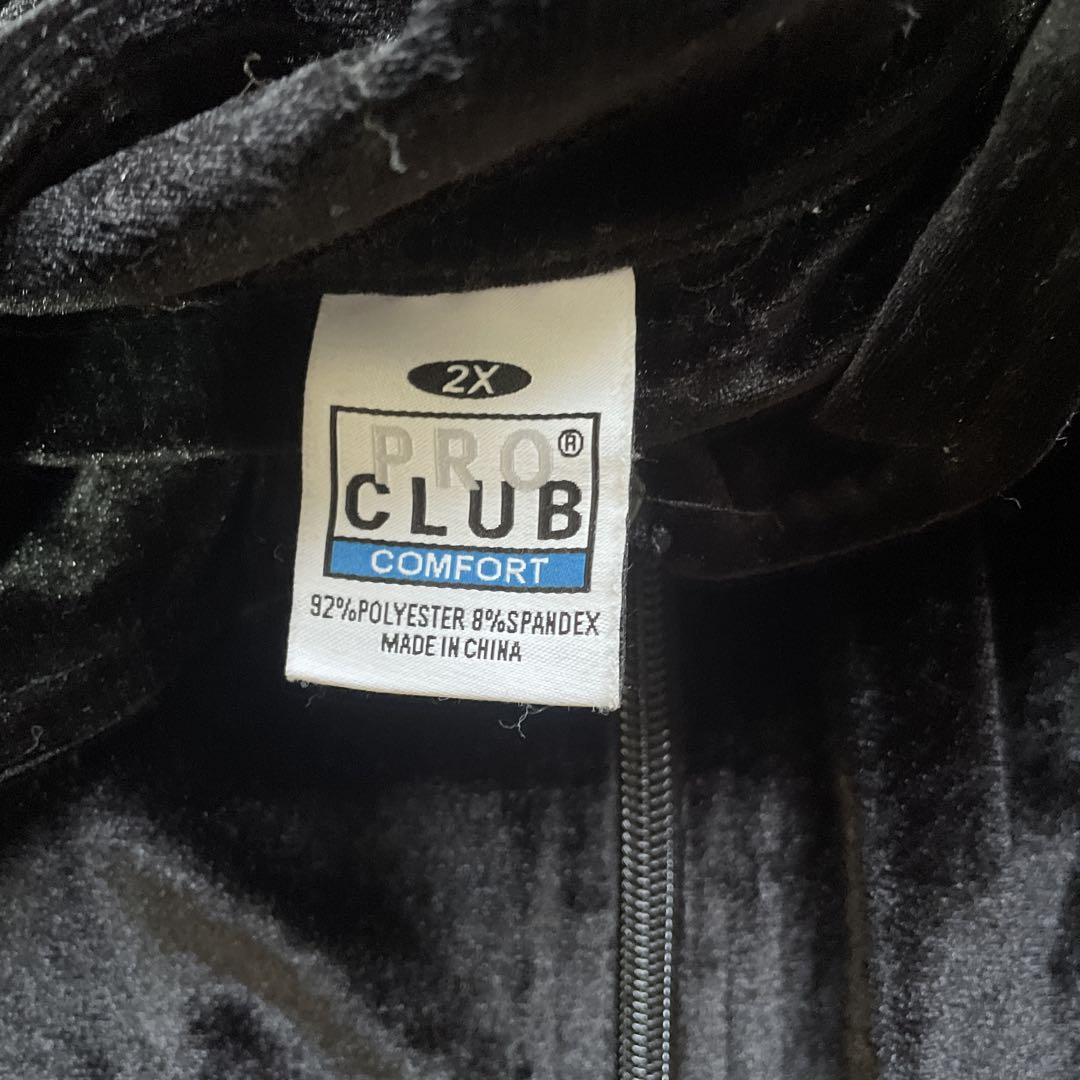 2X
PRO®
CLUB
COMFORT
92%POLYESTER 8%SPANDEX
MADE IN CHINA